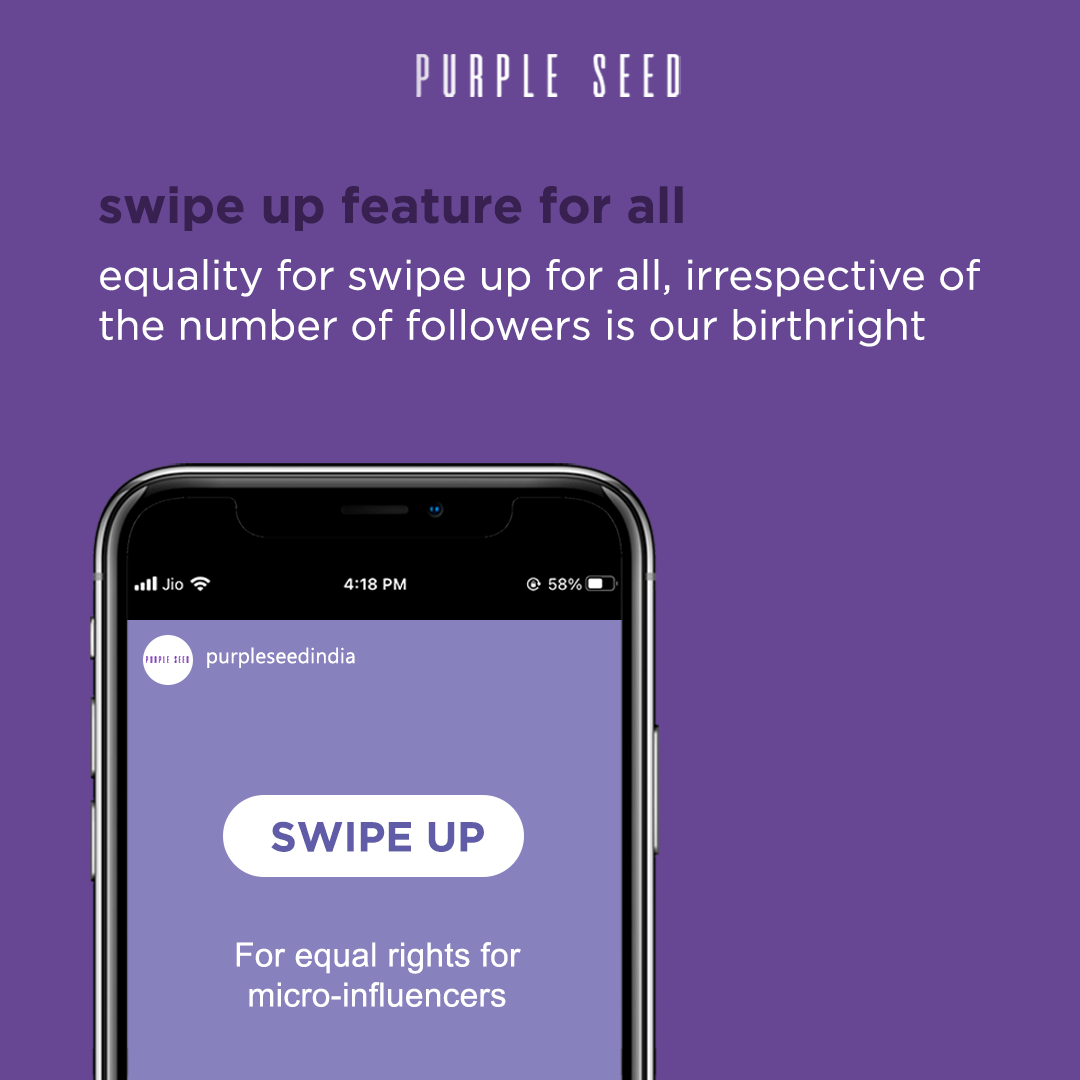 PURPLE SEED
swipe up feature for all
equality for swipe up for all, irrespective of
the number of followers is our birthright
Jio 4:18 PM 58%
PURPLE SEED purpleseedindia
SWIPE UP
For equal rights for
micro-influencers